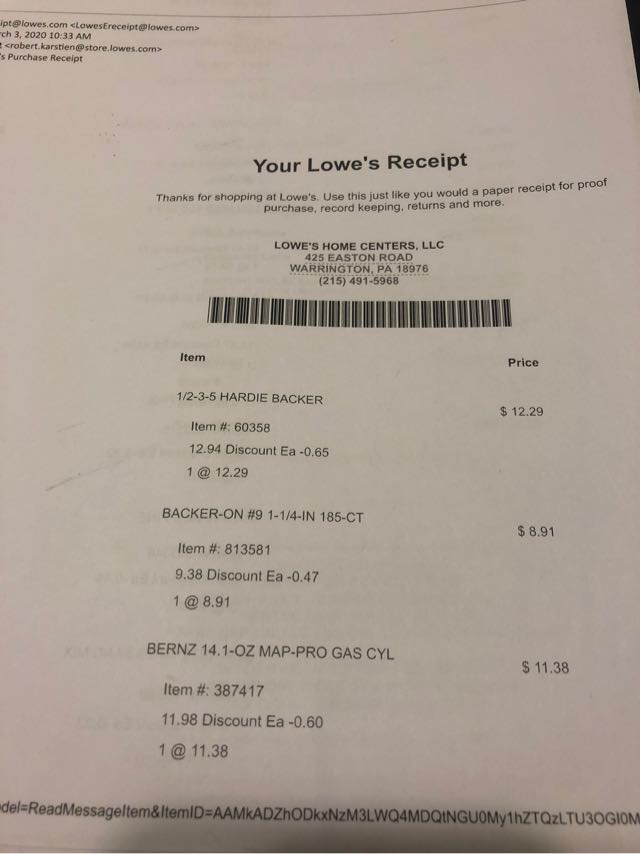 ipt@lowes.com <LowesEreceipt@lowes.com>
ch 3, 2020 10:33 AM
t <robert.karstien@store.lowes.com>
's Purchase Receipt
Your Lowe's Receipt
Thanks for shopping at Lowe's. Use this just like you would a paper receipt for proof
purchase, record keeping, returns and more.
LOWE'S HOME CENTERS, LLC
425 EASTON ROAD
WARRINGTON, PA 18976
(215) 491-5968
Item Price
1/2-3-5 HARDIE BACKER $ 12.29
Item #: 60358
12.94 Discount Ea -0.65
1 @ 12.29
BACKER-ON #9 1-1/4-IN 185-CT $ 8.91
Item #: 813581
9.38 Discount Ea -0.47
1 @ 8.91
BERNZ 14.1-OZ MAP-PRO GAS CYL $ 11.38
Item #: 387417
11.98 Discount Ea -0.60
1 @ 11.38
del=ReadMessageItem&ItemID=AAMkADZhODkxNzM3LWQ4MDQtNGU0My1hZTQzLTU3OGI0M